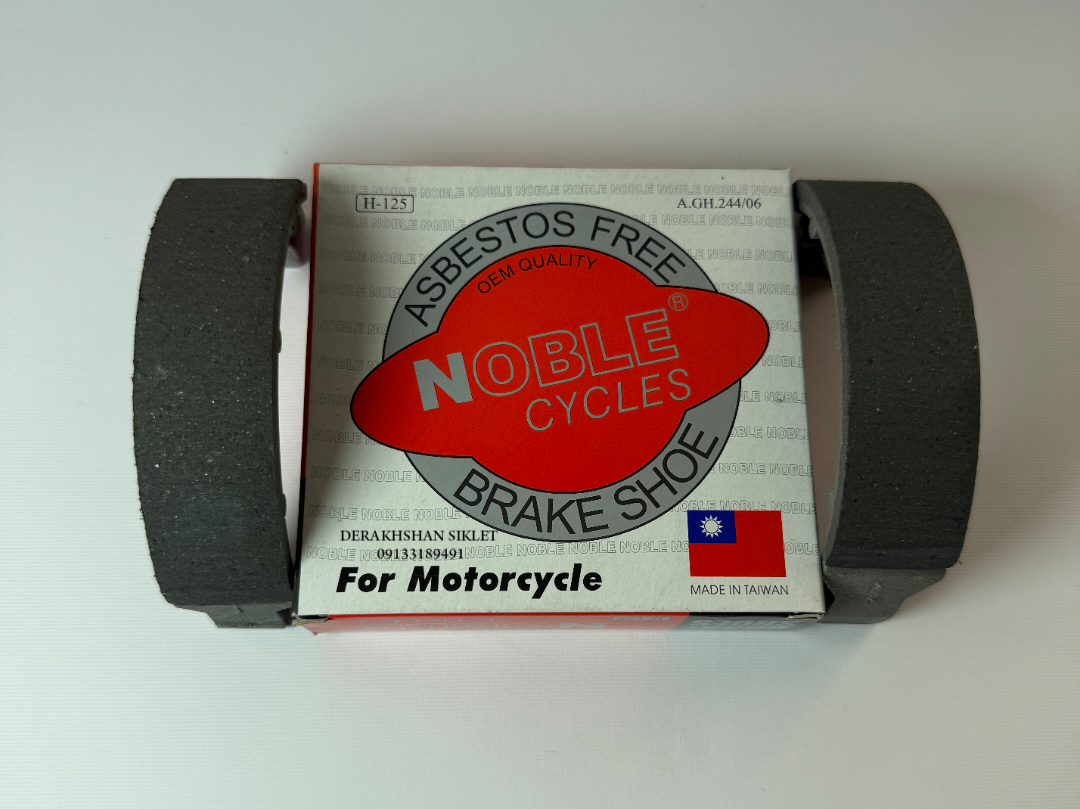 H-125
A.GH.244/06
ASBESTOS FREE
OEM QUALITY
NOBLE®
CYCLES
BRAKE SHOE
DERAKHSHAN SIKLET
09133189491
For Motorcycle
MADE IN TAIWAN